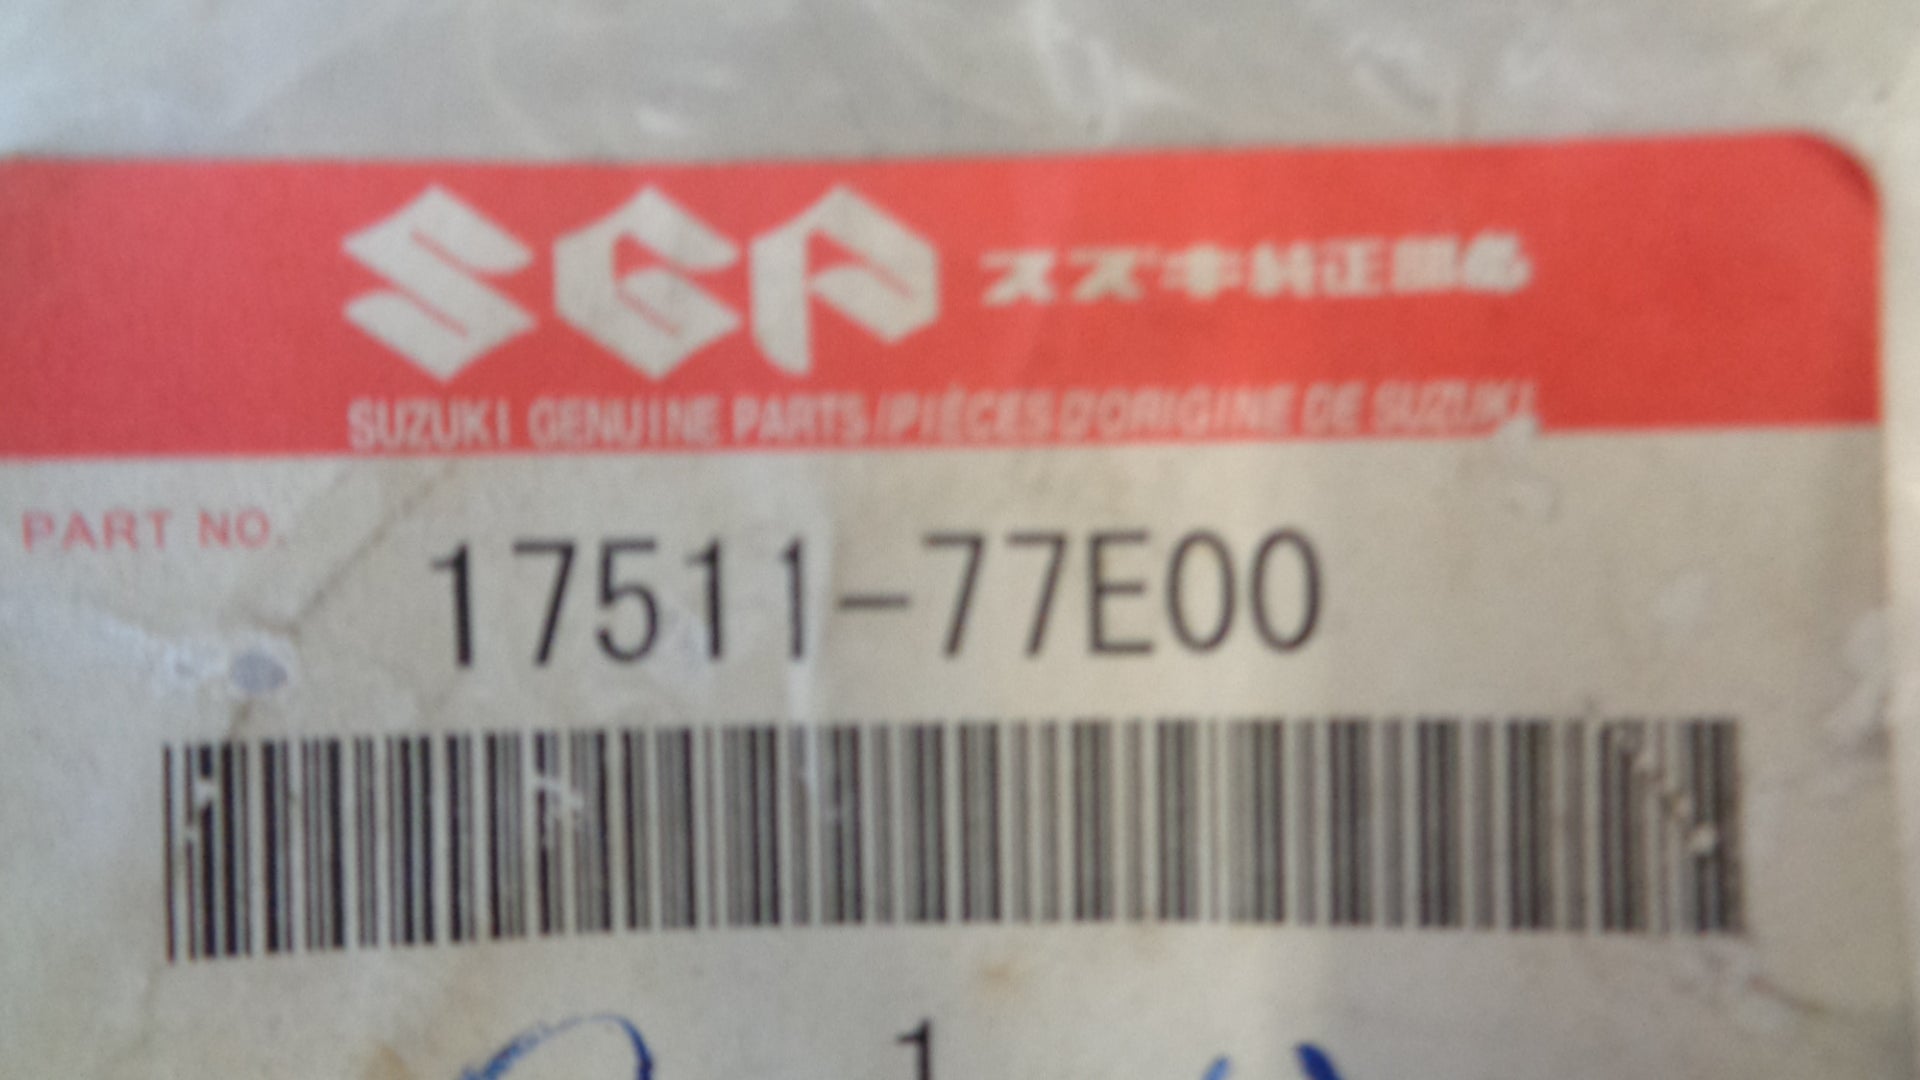 SGP スズキ純正部品
SUZUKI GENUINE PARTS/PIÈCES D'ORIGINE DE SUZUKI
PART NO.
17511-77E00
1